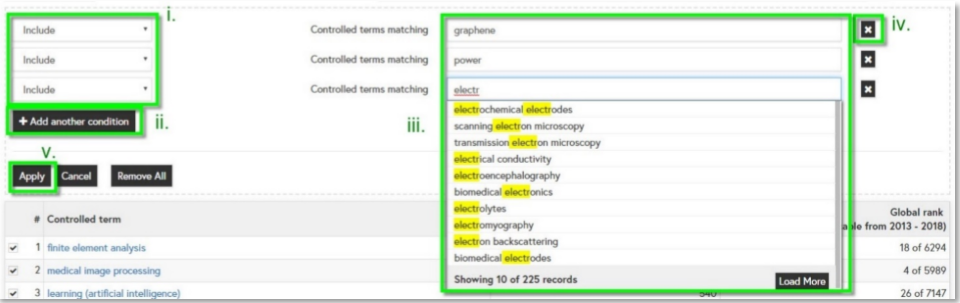 i.
Include Controlled terms matching graphene iv.
Include Controlled terms matching power
Include Controlled terms matching electr
+ Add another condition ii. iii.
electrochemical electrodes
scanning electron microscopy
transmission electron microscopy
electrical conductivity
electroencephalography
biomedical electronics
electrolytes
electromyography
electron backscattering
biomedical electrodes
Showing 10 of 225 records Load More
v.
Apply Cancel Remove All
# Controlled term Global rank
from 2013 - 2018)
1 finite element analysis 18 of 6294
2 medical image processing 4 of 5989
3 learning (artificial intelligence) 540 26 of 7147